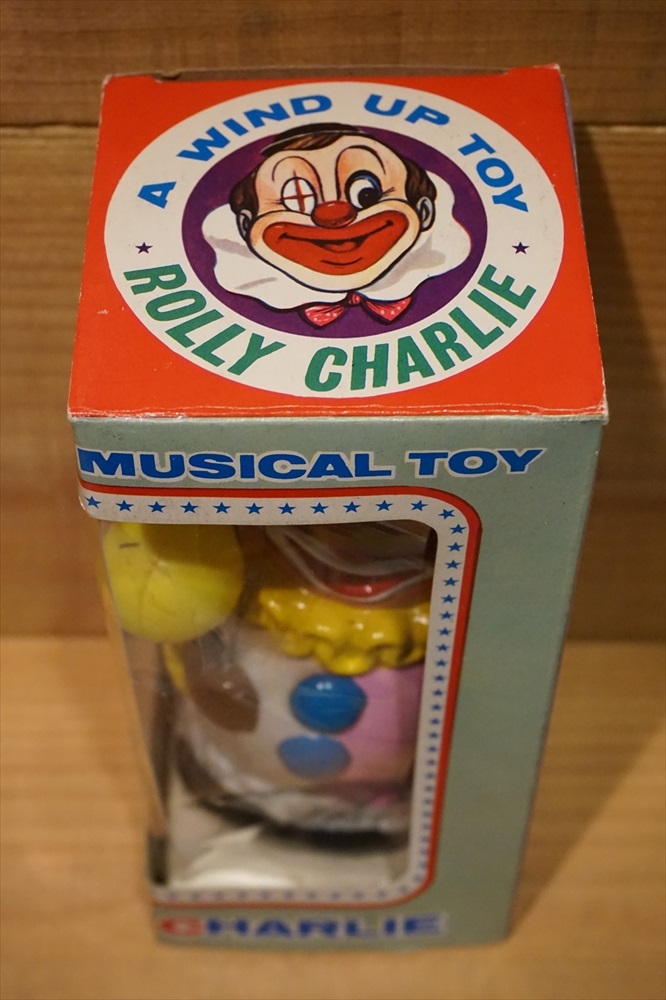 A WIND UP TOY
ROLLY CHARLIE
MUSICAL TOY
CHARLIE